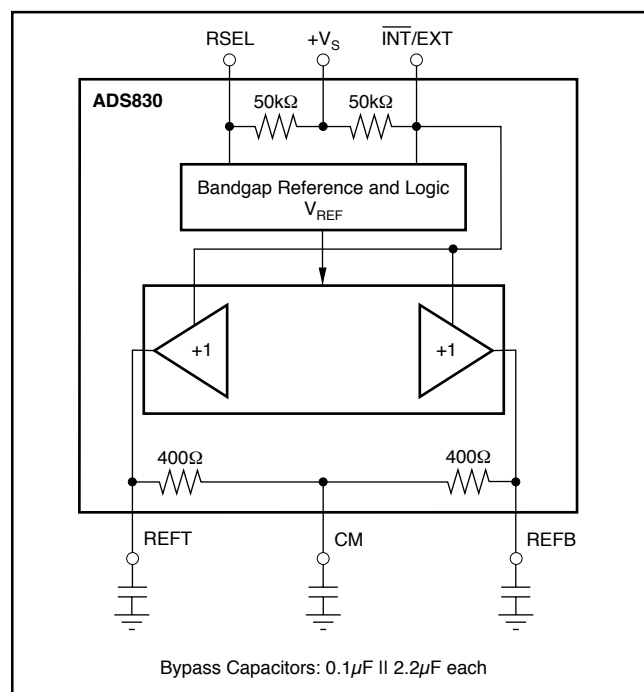 RSEL +V_S I̅N̅T̅/EXT
ADS830
50kΩ 50kΩ
Bandgap Reference and Logic
V_REF
+1 +1
400Ω 400Ω
REFT CM REFB
Bypass Capacitors: 0.1µF II 2.2µF each